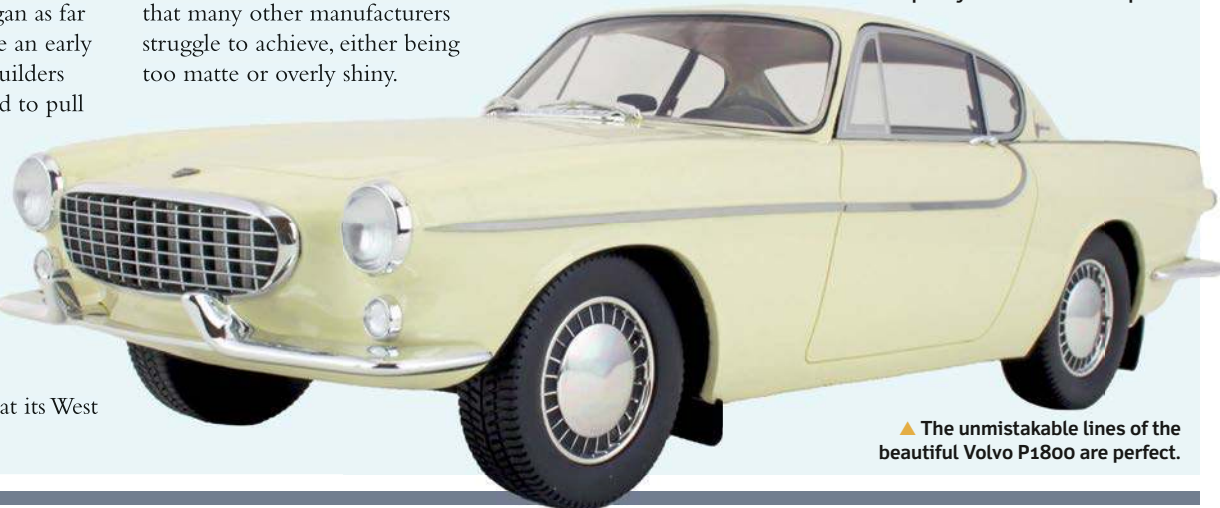 gan as far
e an early
uilders
d to pull
at its West
that many other manufacturers
struggle to achieve, either being
too matte or overly shiny.
▲ The unmistakable lines of the
beautiful Volvo P1800 are perfect.